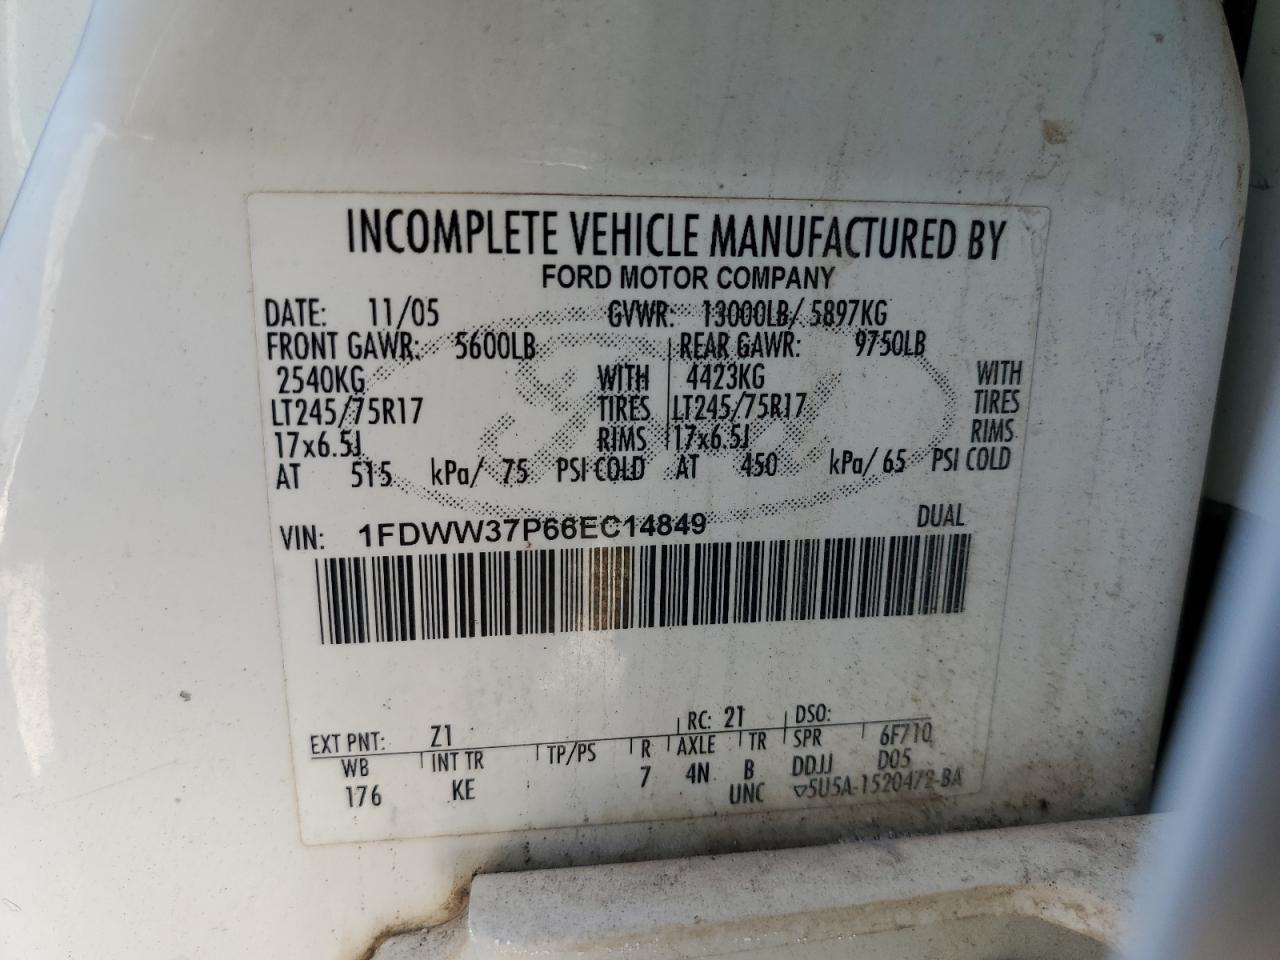 INCOMPLETE VEHICLE MANUFACTURED BY
FORD MOTOR COMPANY
DATE: 11/05 GVWR: 13000LB/ 5897KG
FRONT GAWR: 5600LB REAR GAWR: 9750LB
2540KG WITH 4423KG WITH
LT245/75R17 TIRES LT245/75R17 TIRES
17x6.5J RIMS 17x6.5J RIMS
AT 515 kPa/ 75 PSI COLD AT 450 kPa/ 65 PSI COLD
VIN: 1FDWW37P66EC14849 DUAL
EXT PNT: Z1 RC: 21 DSO:
WB INT TR TP/PS R AXLE TR SPR 6F710
176 KE 7 4N B DDJJ D05
UNC ▽5U5A-1520472-BA